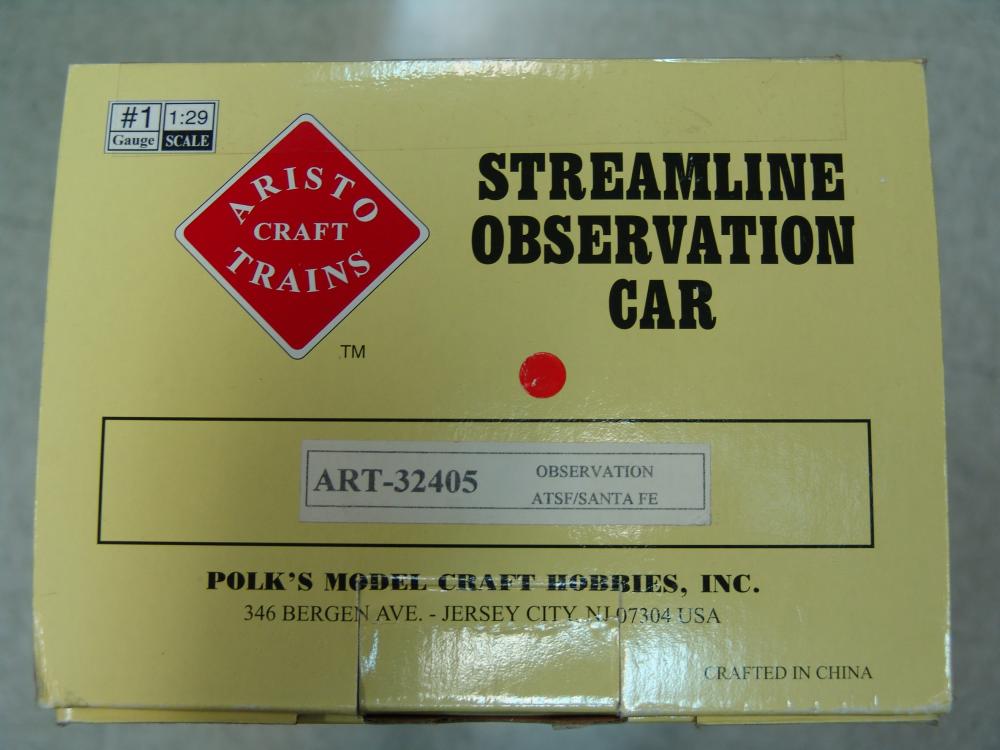 #1 1:29
Gauge SCALE
ARISTO
CRAFT
TRAINS
TM
STREAMLINE
OBSERVATION
CAR
ART-32405
OBSERVATION
ATSF/SANTA FE
POLK'S MODEL CRAFT HOBBIES, INC.
346 BERGEN AVE. - JERSEY CITY, NJ 07304 USA
CRAFTED IN CHINA